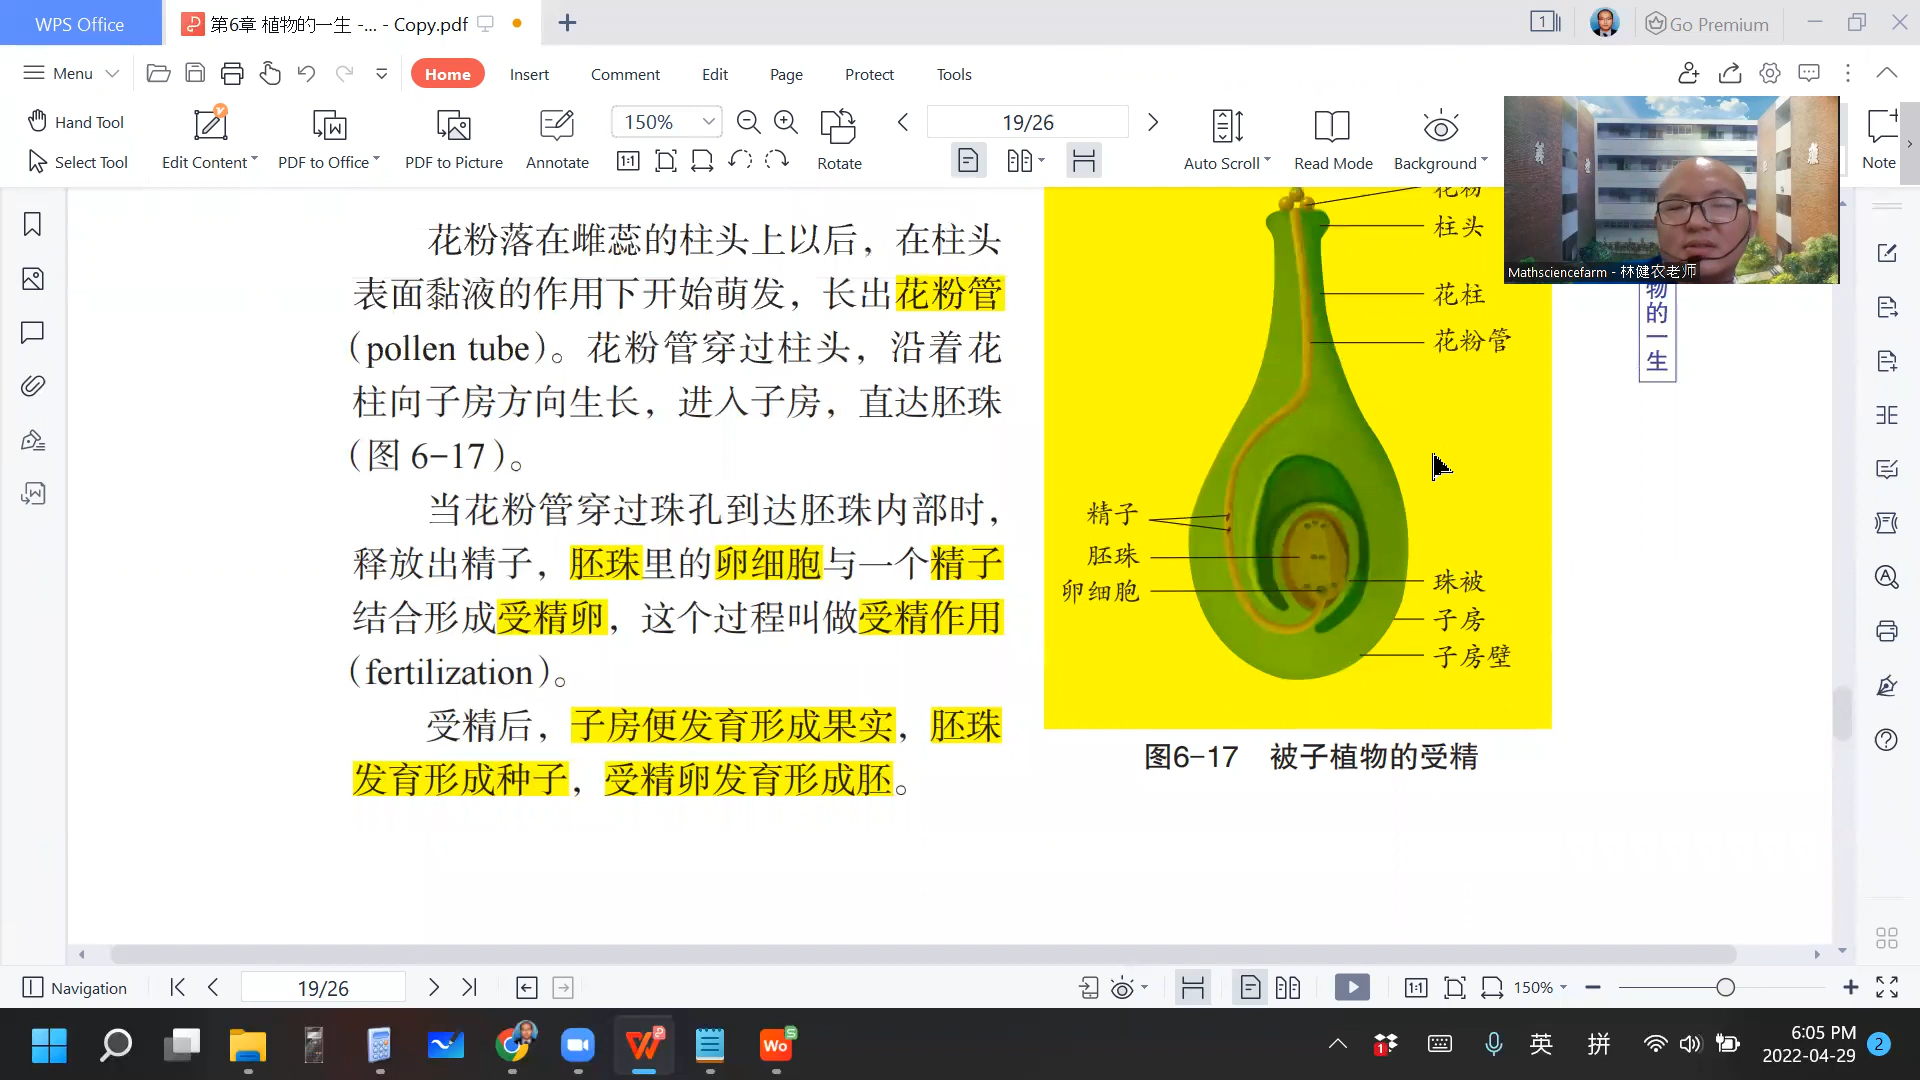 WPS Office
第6章 植物的一生 -... - Copy.pdf
1
Go Premium
Menu
Home
Insert
Comment
Edit
Page
Protect
Tools
Hand Tool
Select Tool
Edit Content
PDF to Office
PDF to Picture
Annotate
150%
1:1
Rotate
19/26
Auto Scroll
Read Mode
Background
Note
Mathsciencefarm - 林健农老师
花粉落在雌蕊的柱头上以后，在柱头
表面黏液的作用下开始萌发，长出花粉管
(pollen tube)。花粉管穿过柱头，沿着花
柱向子房方向生长，进入子房，直达胚珠
(图 6-17)。
当花粉管穿过珠孔到达胚珠内部时，
释放出精子，胚珠里的卵细胞与一个精子
结合形成受精卵，这个过程叫做受精作用
(fertilization)。
受精后，子房便发育形成果实，胚珠
发育形成种子，受精卵发育形成胚。
花粉
柱头
花柱
花粉管
精子
胚珠
卵细胞
珠被
子房
子房壁
图6-17 被子植物的受精
物的一生
Navigation
19/26
1:1
150%
Wo
S
1
英
拼
6:05 PM
2022-04-29
2